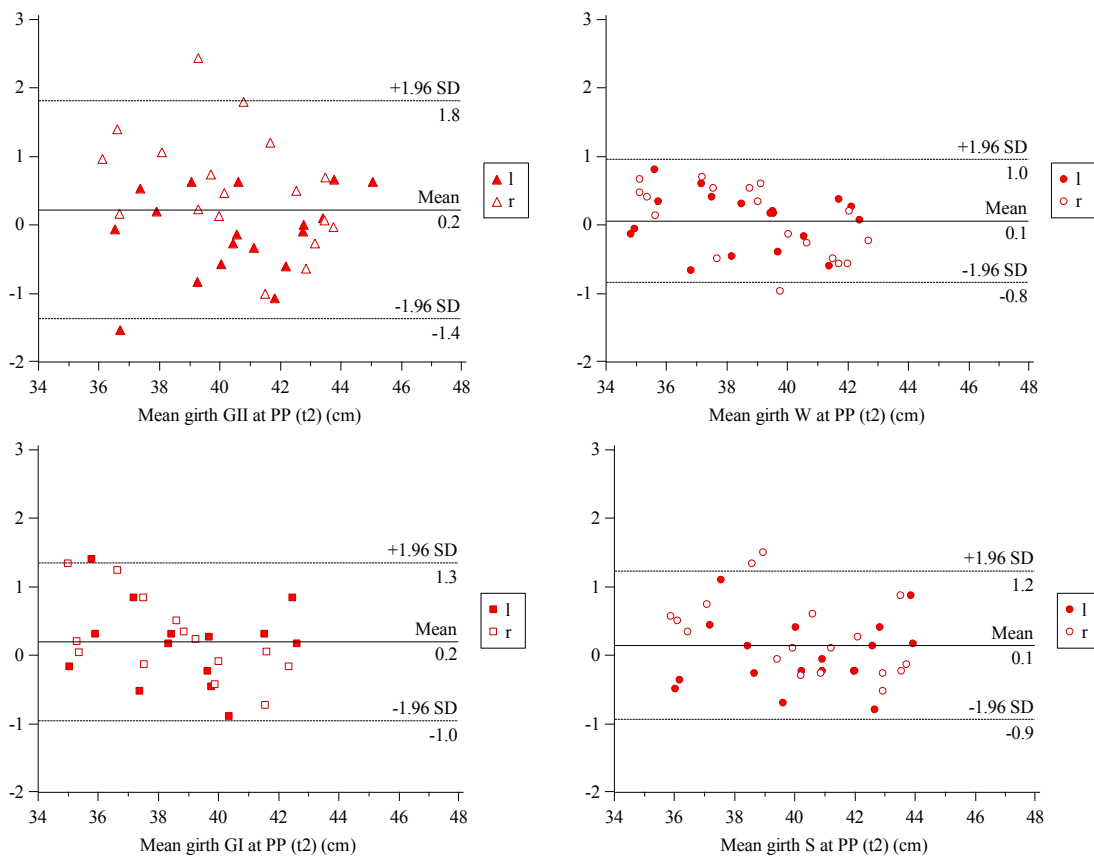 3
2
1
0
-1
-2
34 36 38 40 42 44 46 48
+1.96 SD
1.8
Mean
0.2
-1.96 SD
-1.4
l
r
Mean girth GII at PP (t2) (cm)
3
2
1
0
-1
-2
34 36 38 40 42 44 46 48
+1.96 SD
1.0
Mean
0.1
-1.96 SD
-0.8
l
r
Mean girth W at PP (t2) (cm)
3
2
1
0
-1
-2
34 36 38 40 42 44 46 48
+1.96 SD
1.3
Mean
0.2
-1.96 SD
-1.0
l
r
Mean girth GI at PP (t2) (cm)
3
2
1
0
-1
-2
34 36 38 40 42 44 46 48
+1.96 SD
1.2
Mean
0.1
-1.96 SD
-0.9
l
r
Mean girth S at PP (t2) (cm)